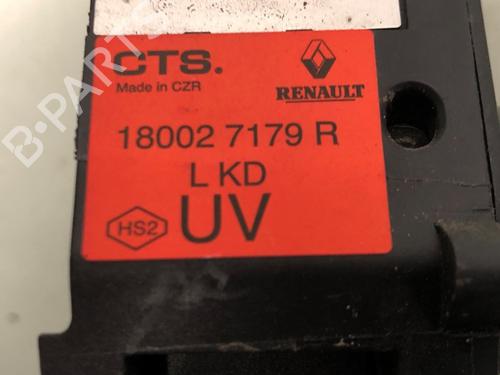 CTS.
Made in CZR
RENAULT
18002 7179 R
L KD
HS2
UV
B-PARTS